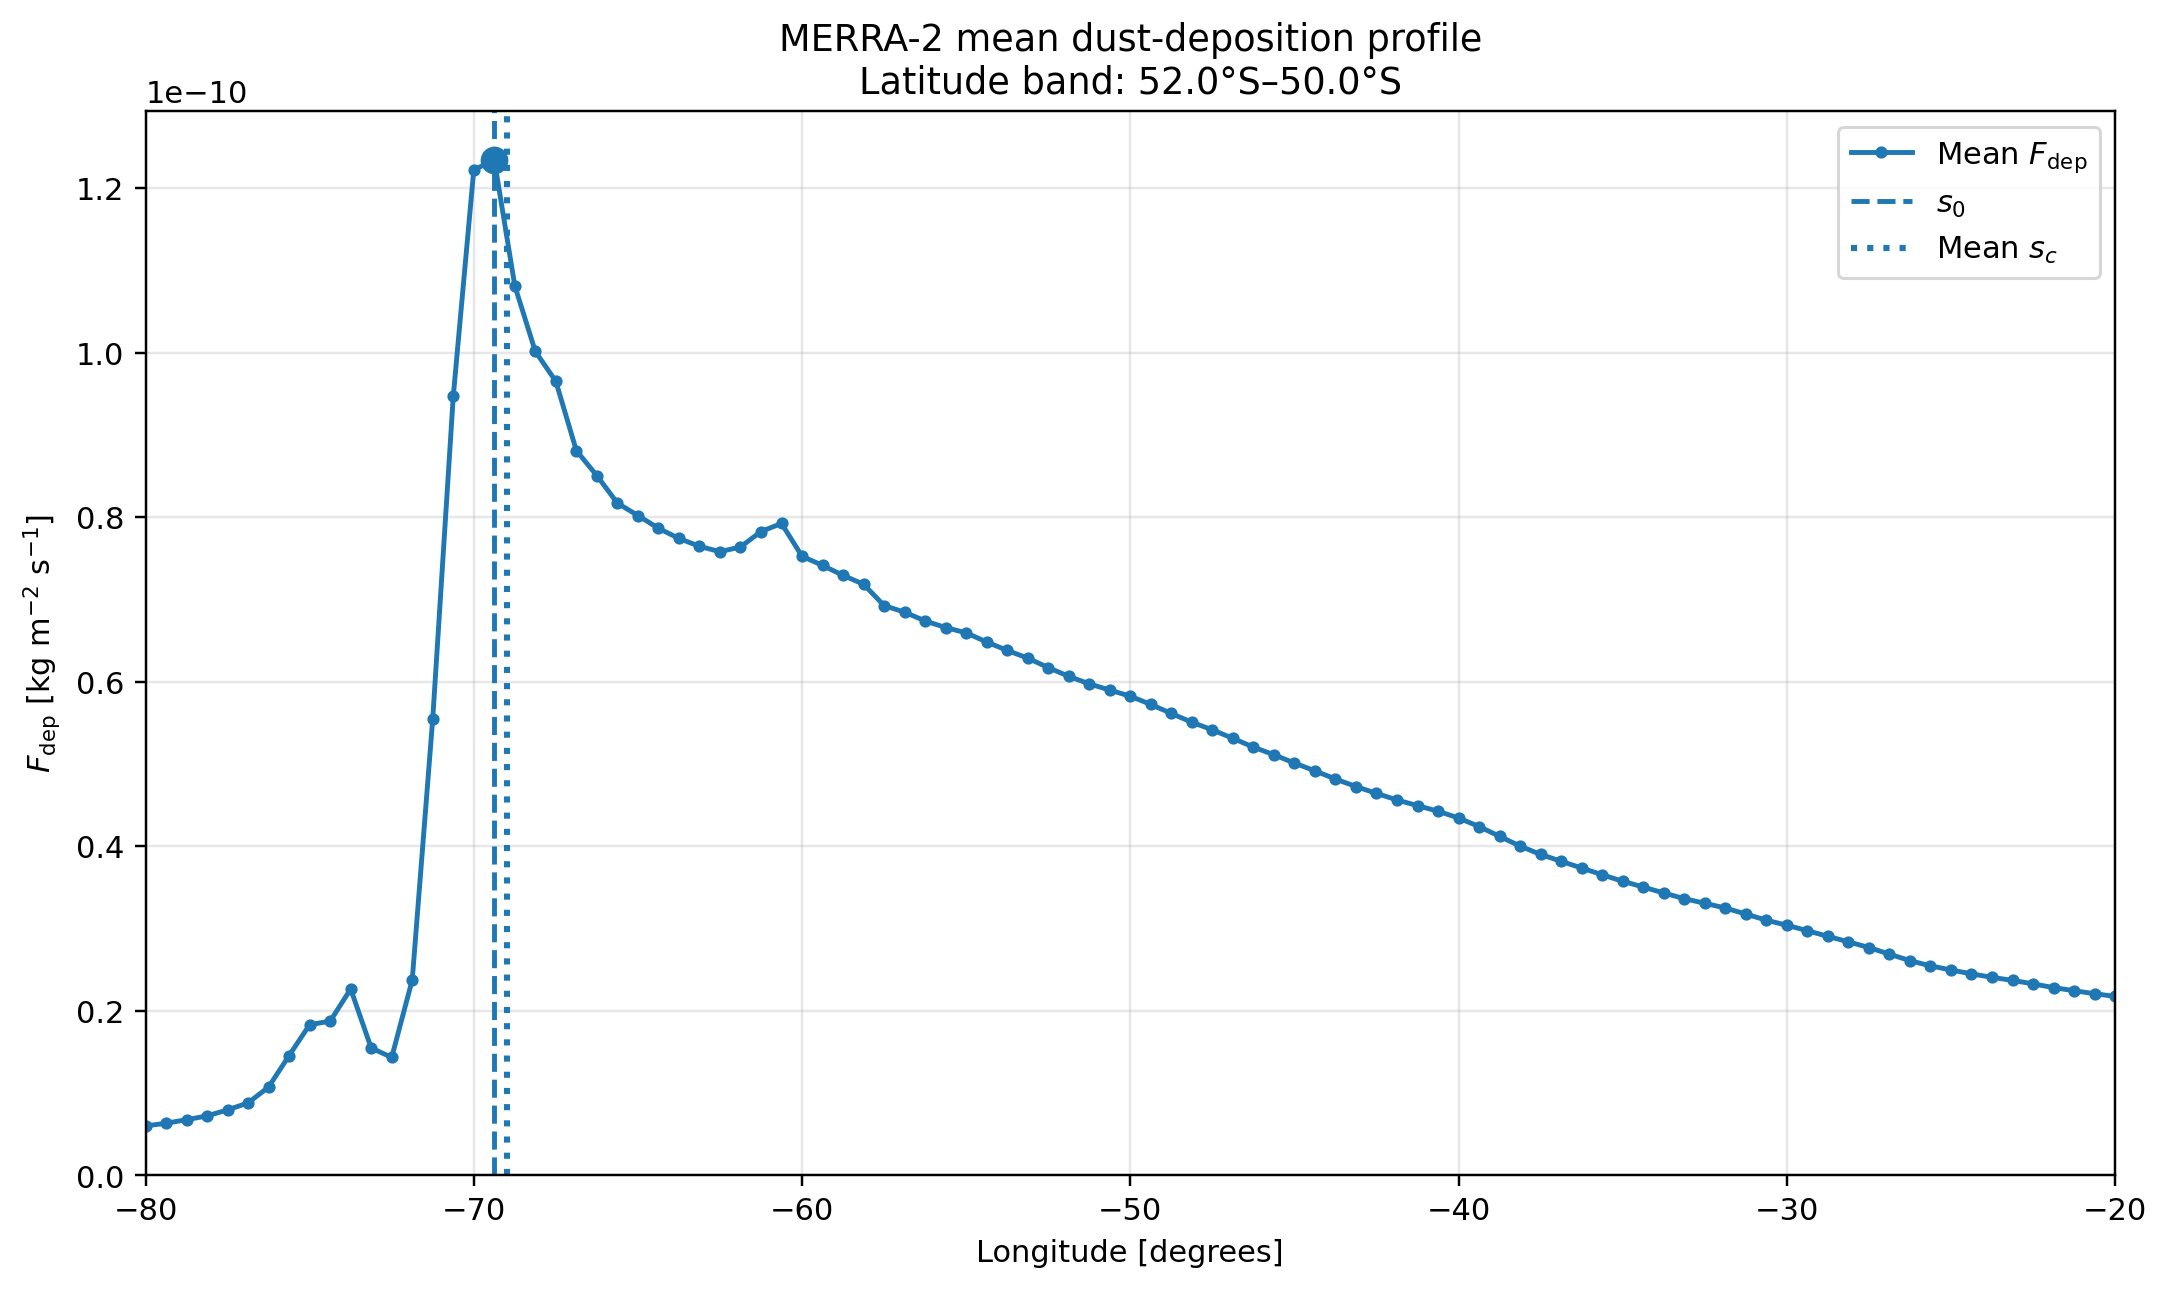 MERRA-2 mean dust-deposition profile
Latitude band: 52.0°S–50.0°S
1e−10
Mean F_dep
s_0
Mean s_c
1.2
1.0
0.8
0.6
0.4
0.2
0.0
F_dep [kg m⁻² s⁻¹]
−80 −70 −60 −50 −40 −30 −20
Longitude [degrees]